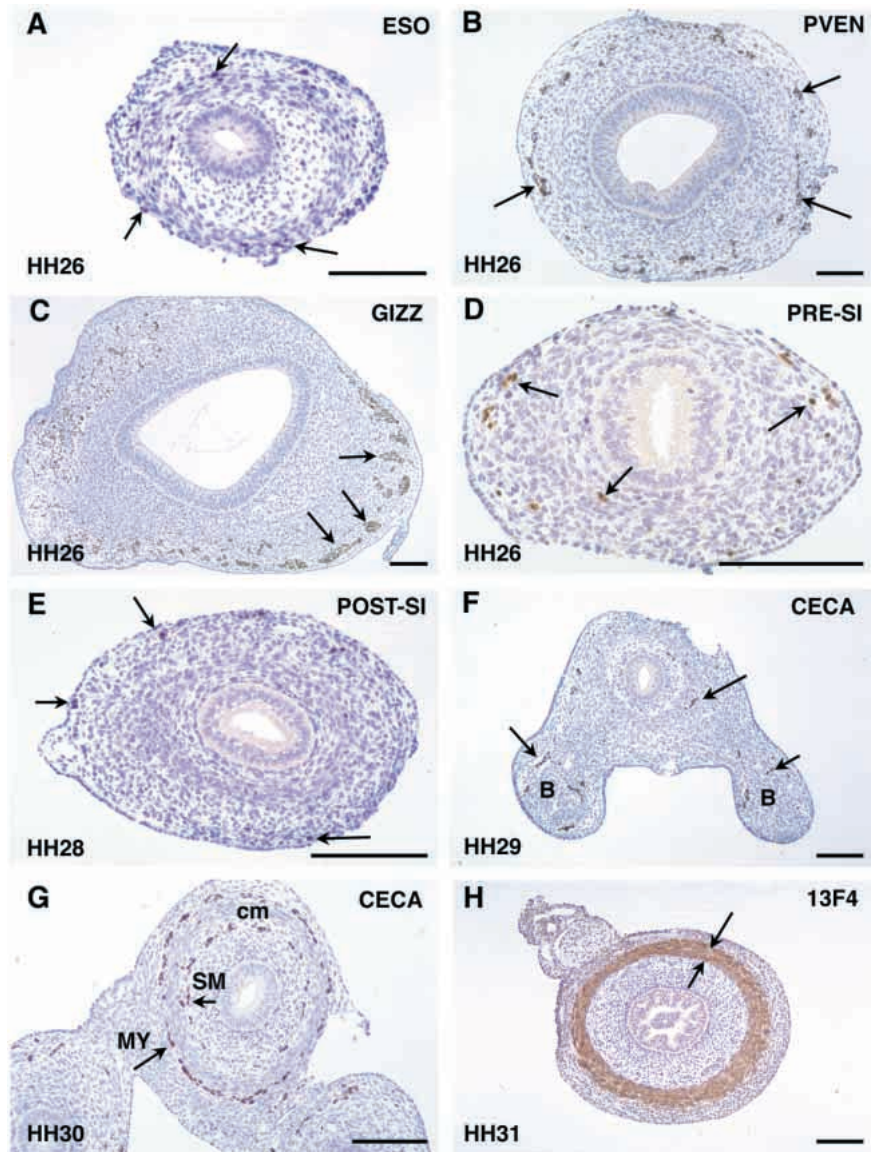 A ESO
HH26
B PVEN
HH26
C GIZZ
HH26
D PRE-SI
HH26
E POST-SI
HH28
F CECA
B B
HH29
G CECA
cm
SM
MY
HH30
H 13F4
HH31